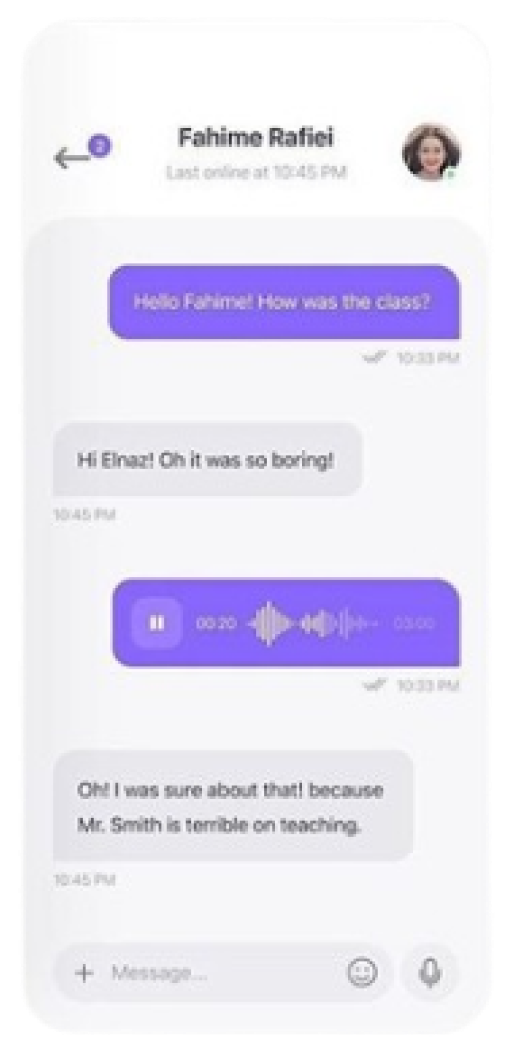 2
Fahime Rafiei
Last online at 10:45 PM
Hello Fahime! How was the class?
10:33 PM
Hi Elnaz! Oh it was so boring!
10:45 PM
00:20 03:00
10:33 PM
Oh! I was sure about that! because
Mr. Smith is terrible on teaching.
10:45 PM
Message...